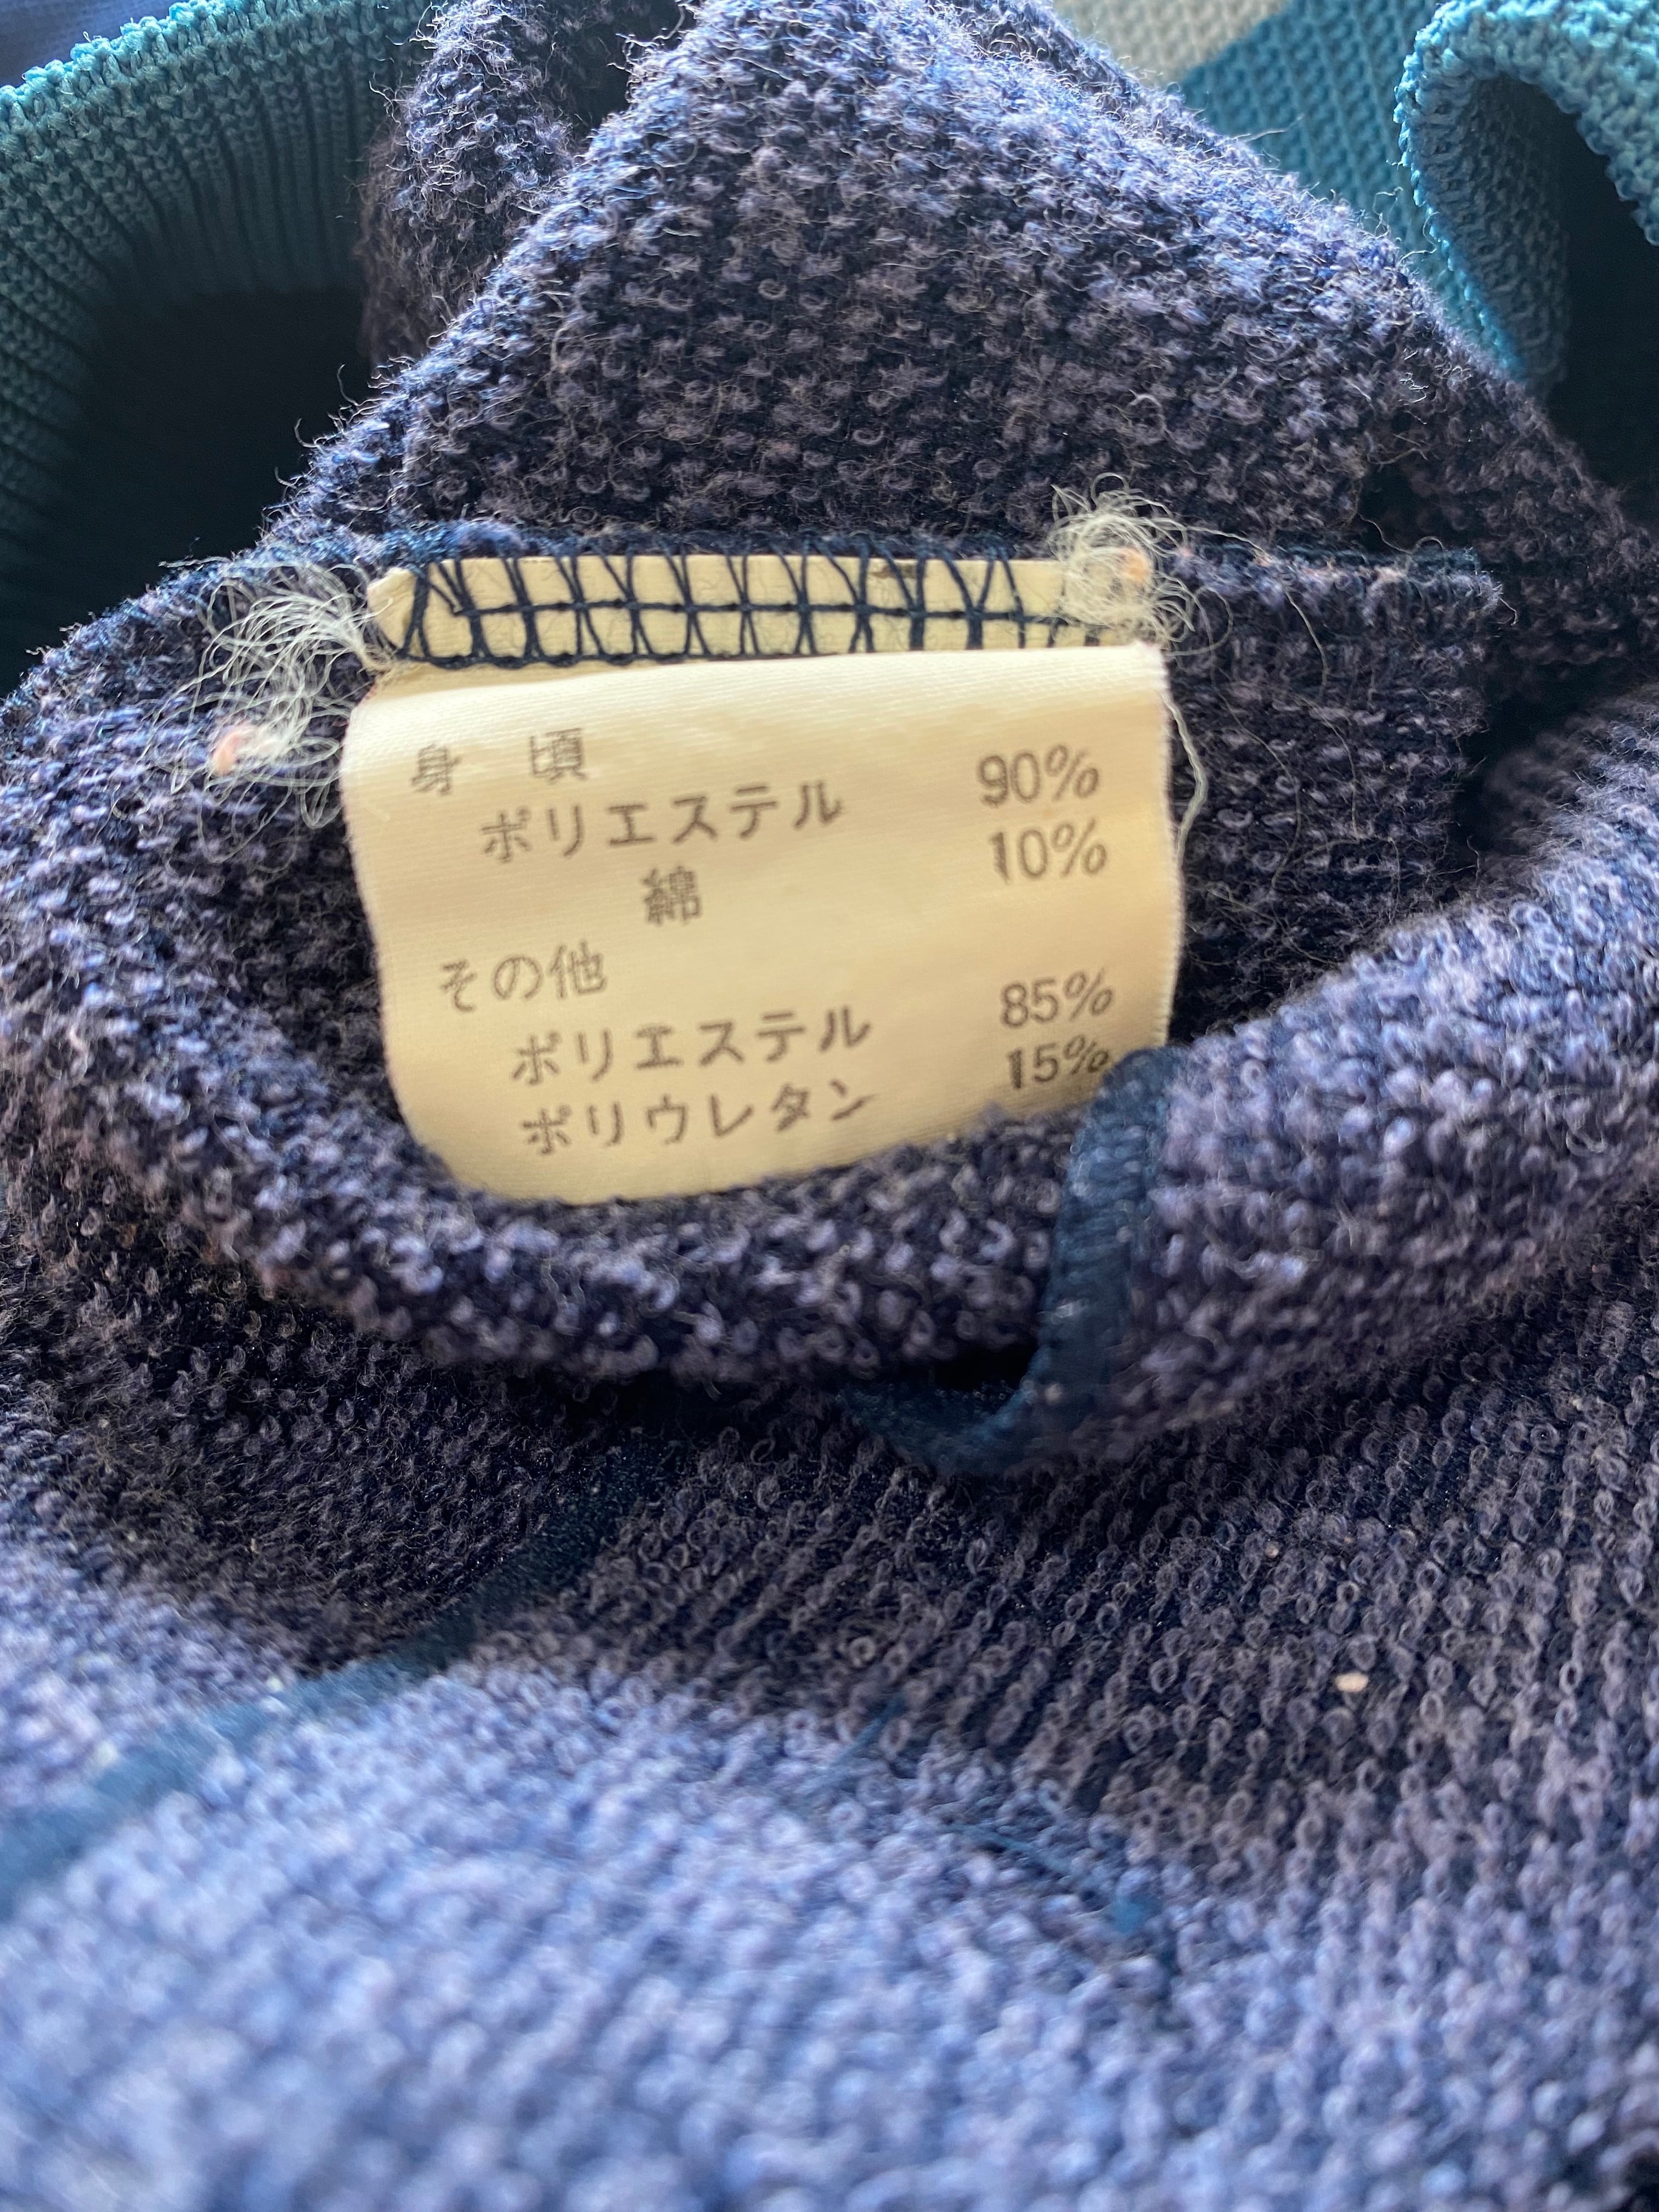 身頃
ポリエステル 90%
綿 10%
その他
ポリエステル 85%
ポリウレタン 15%